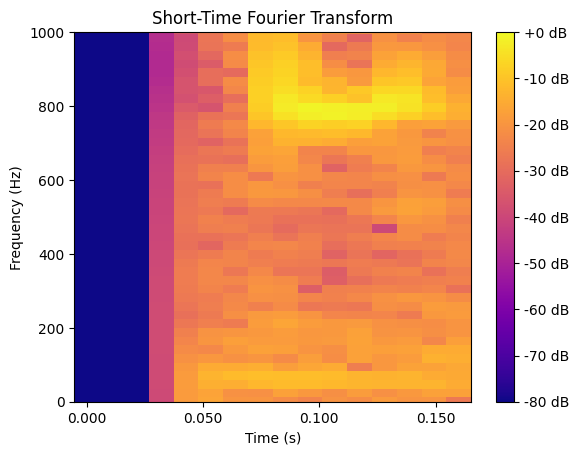 Short-Time Fourier Transform
1000
800
600
400
200
0
Frequency (Hz)
0.000
0.050
0.100
0.150
Time (s)
+0 dB
-10 dB
-20 dB
-30 dB
-40 dB
-50 dB
-60 dB
-70 dB
-80 dB